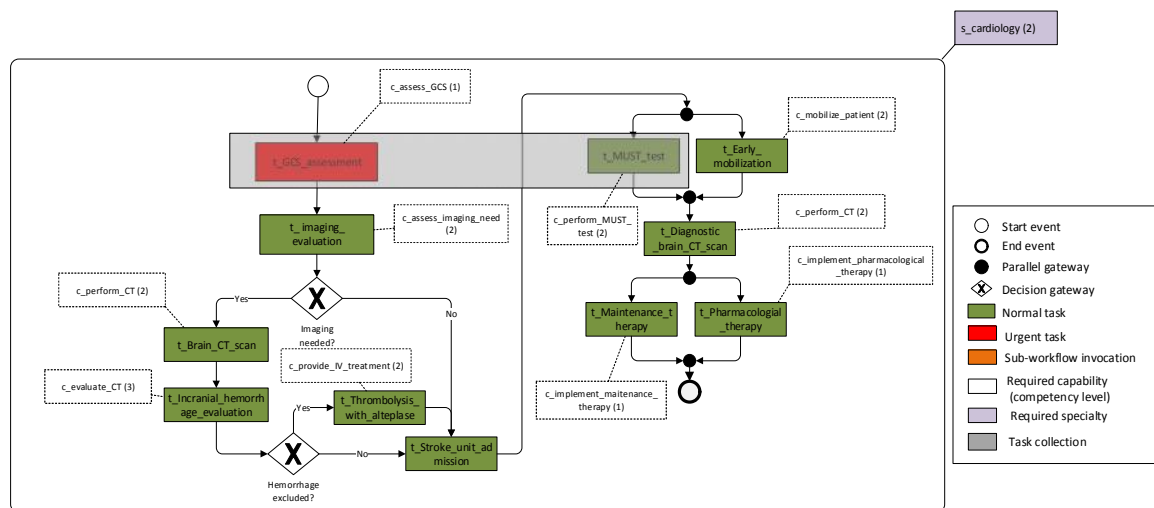 s_cardiology (2)
c_assess_GCS (1)
t_GCS_assessment
t_MUST_test
t_Early_
mobilization
c_mobilize_patient (2)
c_assess_imaging_need
(2)
t_imaging_
evaluation
c_perform_MUST_
test (2)
t_Diagnostic
_brain_CT_scan
c_perform_CT (2)
c_implement_pharmacological
_therapy (1)
c_perform_CT (2)
Yes
X
No
Imaging
needed?
t_Maintenance_t
herapy
t_Pharmacologial
_therapy
t_Brain_CT_scan
c_provide_IV_treatment (2)
c_evaluate_CT (3)
t_Incranial_hemorrh
age_evaluation
Yes
t_Thrombolysis_
with_alteplase
c_implement_maitenance_
therapy (1)
X
No
t_Stroke_unit_ad
mission
Hemorrhage
excluded?
Start event
End event
Parallel gateway
X
Decision gateway
Normal task
Urgent task
Sub-workflow invocation
Required capability
(competency level)
Required specialty
Task collection